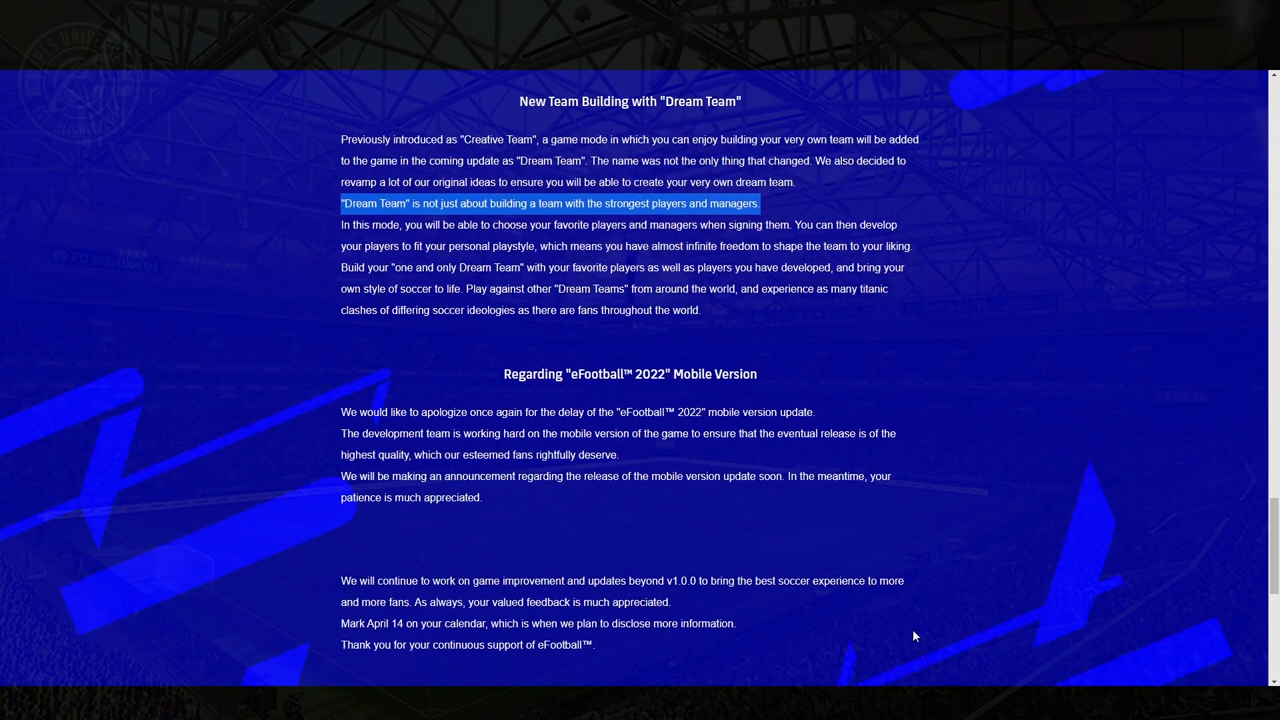 New Team Building with "Dream Team"
Previously introduced as "Creative Team", a game mode in which you can enjoy building your very own team will be added
to the game in the coming update as "Dream Team". The name was not the only thing that changed. We also decided to
revamp a lot of our original ideas to ensure you will be able to create your very own dream team.
"Dream Team" is not just about building a team with the strongest players and managers.
In this mode, you will be able to choose your favorite players and managers when signing them. You can then develop
your players to fit your personal playstyle, which means you have almost infinite freedom to shape the team to your liking.
Build your "one and only Dream Team" with your favorite players as well as players you have developed, and bring your
own style of soccer to life. Play against other "Dream Teams" from around the world, and experience as many titanic
clashes of differing soccer ideologies as there are fans throughout the world.
Regarding "eFootball™ 2022" Mobile Version
We would like to apologize once again for the delay of the "eFootball™ 2022" mobile version update.
The development team is working hard on the mobile version of the game to ensure that the eventual release is of the
highest quality, which our esteemed fans rightfully deserve.
We will be making an announcement regarding the release of the mobile version update soon. In the meantime, your
patience is much appreciated.
We will continue to work on game improvement and updates beyond v1.0.0 to bring the best soccer experience to more
and more fans. As always, your valued feedback is much appreciated.
Mark April 14 on your calendar, which is when we plan to disclose more information.
Thank you for your continuous support of eFootball™.